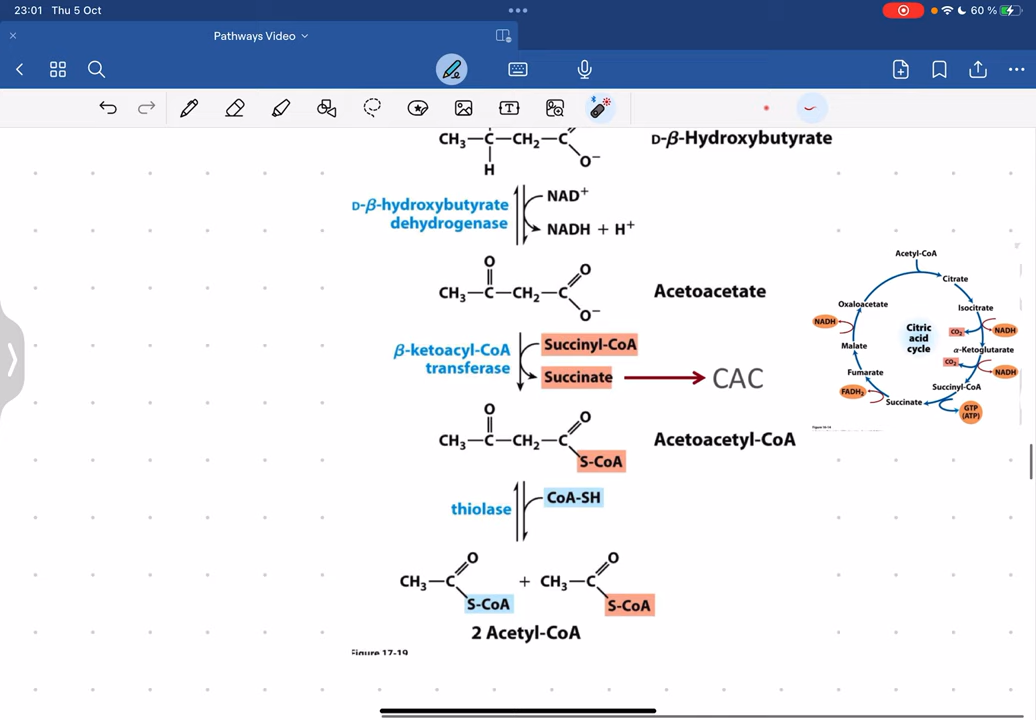 23:01 Thu 5 Oct
60 %
Pathways Video
CH₃—C—CH₂—C
O⁻
H
D-β-Hydroxybutyrate
D-β-hydroxybutyrate
dehydrogenase
NAD⁺
NADH + H⁺
O
O
CH₃—C—CH₂—C
O⁻
Acetoacetate
β-ketoacyl-CoA
transferase
Succinyl-CoA
Succinate
CAC
O
O
CH₃—C—CH₂—C
S-CoA
Acetoacetyl-CoA
thiolase
CoA-SH
O
O
CH₃—C
+ CH₃—C
S-CoA
S-CoA
2 Acetyl-CoA
Figure 17-19
Acetyl-CoA
Citrate
Isocitrate
CO₂
NADH
α-Ketoglutarate
CO₂
NADH
Succinyl-CoA
GTP
(ATP)
Succinate
FADH₂
Fumarate
Malate
NADH
Oxaloacetate
Citric
acid
cycle